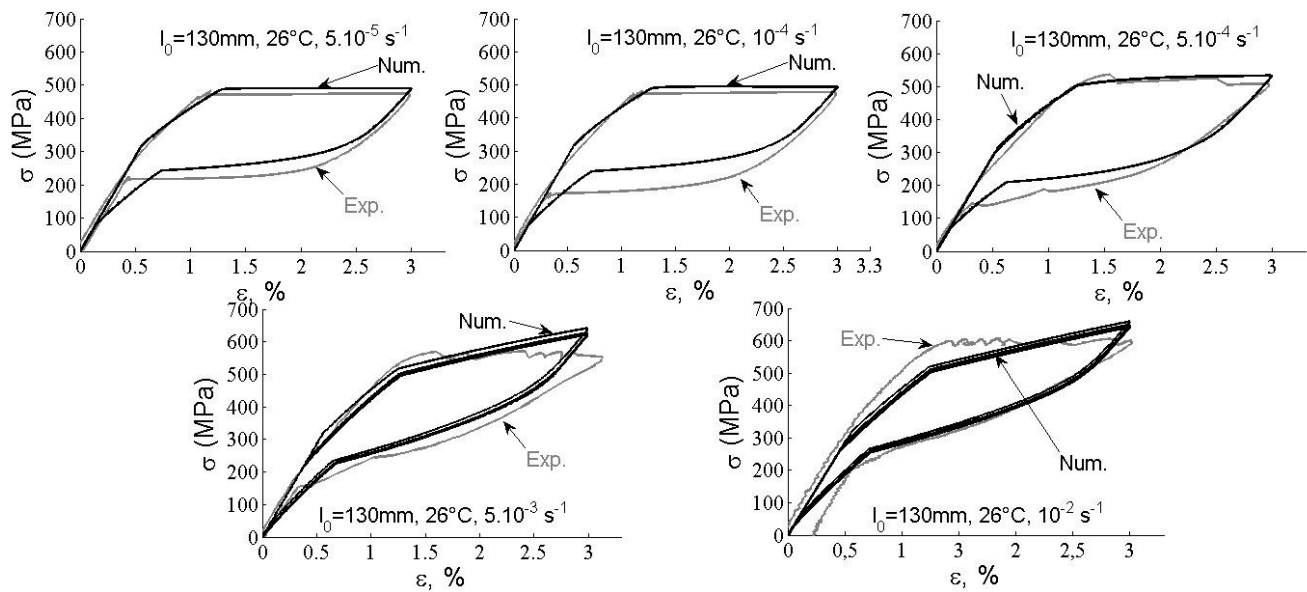 700
600
500
400
300
200
100
0
σ (MPa)
l₀=130mm, 26°C, 5.10⁻⁵ s⁻¹
Num.
Exp.
0 0.5 1 1.5 2 2.5 3
ε, %
700
600
500
400
300
200
100
0
σ (MPa)
l₀=130mm, 26°C, 10⁻⁴ s⁻¹
Num.
Exp.
0 0.5 1 1.5 2 2.5 3 3.3
ε, %
700
600
500
400
300
200
100
0
σ (MPa)
l₀=130mm, 26°C, 5.10⁻⁴ s⁻¹
Num.
Exp.
0 0.5 1 1.5 2 2.5 3
ε, %
700
600
500
400
300
200
100
0
σ (MPa)
Num.
Exp.
l₀=130mm, 26°C, 5.10⁻³ s⁻¹
0 0.5 1 1.5 2 2.5 3
ε, %
700
600
500
400
300
200
100
0
σ (MPa)
Exp.
Num.
l₀=130mm, 26°C, 10⁻² s⁻¹
0 0,5 1 3 2 2,5 3
ε, %